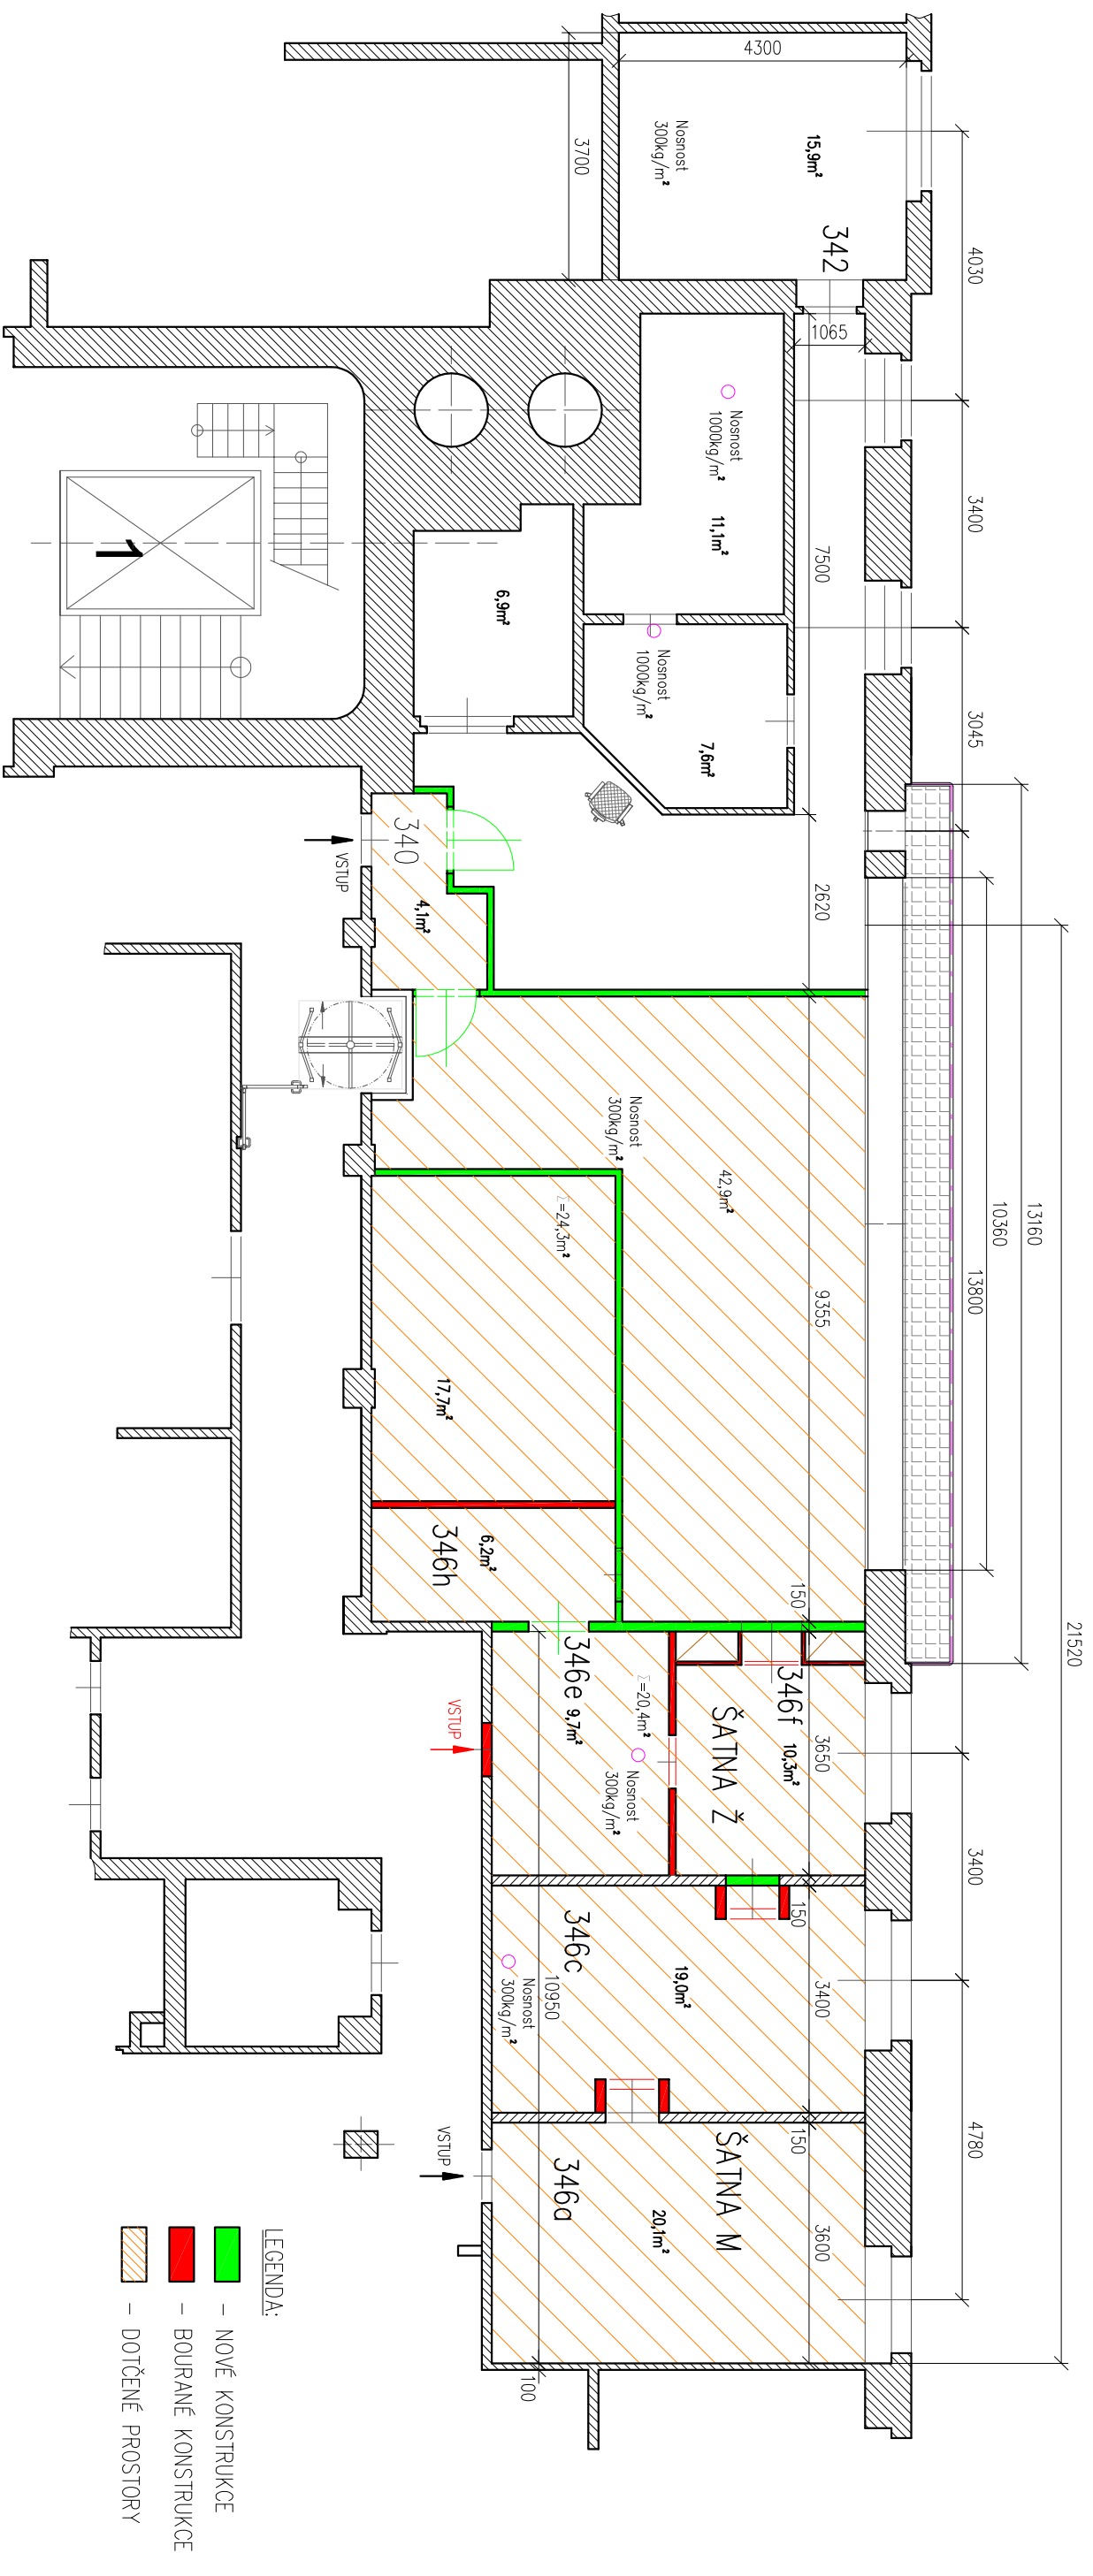 4300
3700
Nosnost
300kg/m²
15,9m²
342
4030
1065
Nosnost
1000kg/m²
11,1m²
7500
3400
1
6,9m²
Nosnost
1000kg/m²
7,6m²
3045
340
VSTUP
4,1m²
2620
Nosnost
300kg/m²
42,9m²
9355
13160
10360
13800
Σ=24,3m²
17,7m²
346h
6,2m²
150
21520
346e
9,7m²
Σ=20,4m²
VSTUP
Nosnost
300kg/m²
346f
10,3m²
ŠATNA Ž
3650
3400
150
346c
19,0m²
Nosnost
300kg/m²
10950
3400
150
4780
ŠATNA M
346a
20,1m²
VSTUP
3600
100
LEGENDA:
– NOVÉ KONSTRUKCE
– BOURANÉ KONSTRUKCE
– DOTČENÉ PROSTORY